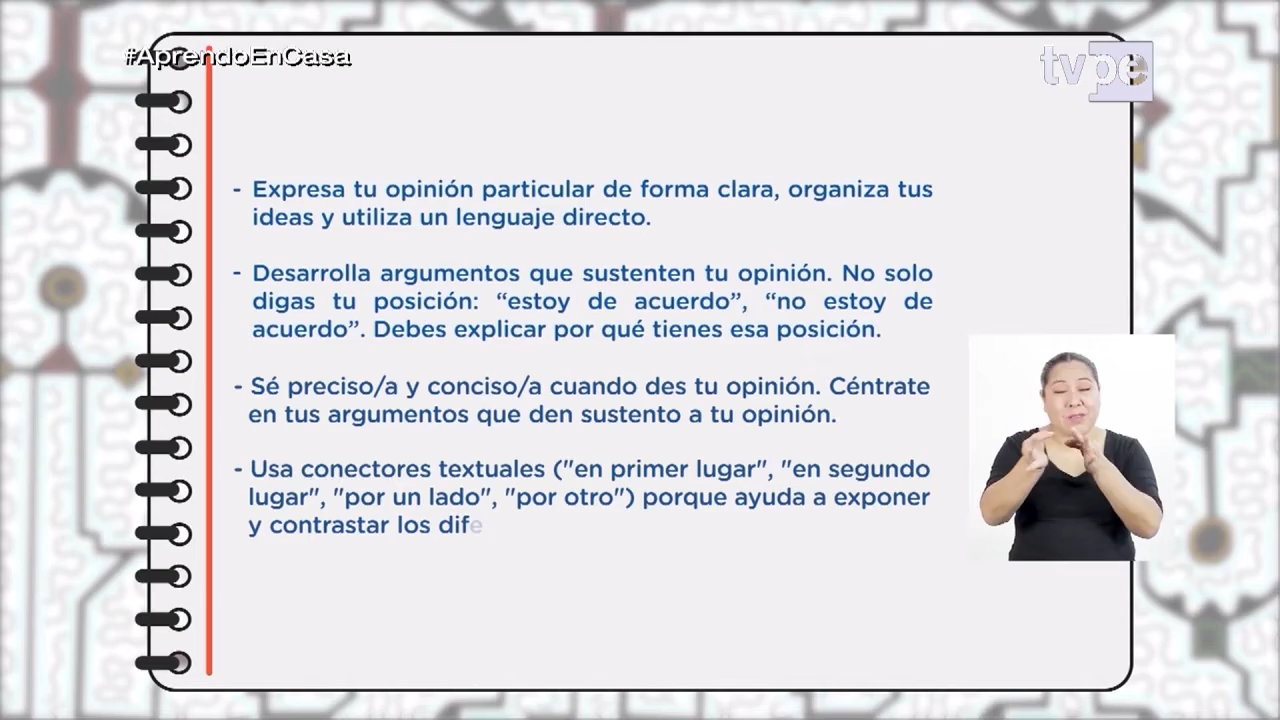 #AprendoEnCasa
tvpe
- Expresa tu opinión particular de forma clara, organiza tus
ideas y utiliza un lenguaje directo.
- Desarrolla argumentos que sustenten tu opinión. No solo
digas tu posición: “estoy de acuerdo”, “no estoy de
acuerdo”. Debes explicar por qué tienes esa posición.
- Sé preciso/a y conciso/a cuando des tu opinión. Céntrate
en tus argumentos que den sustento a tu opinión.
- Usa conectores textuales ("en primer lugar", "en segundo
lugar", "por un lado", "por otro") porque ayuda a exponer
y contrastar los dife